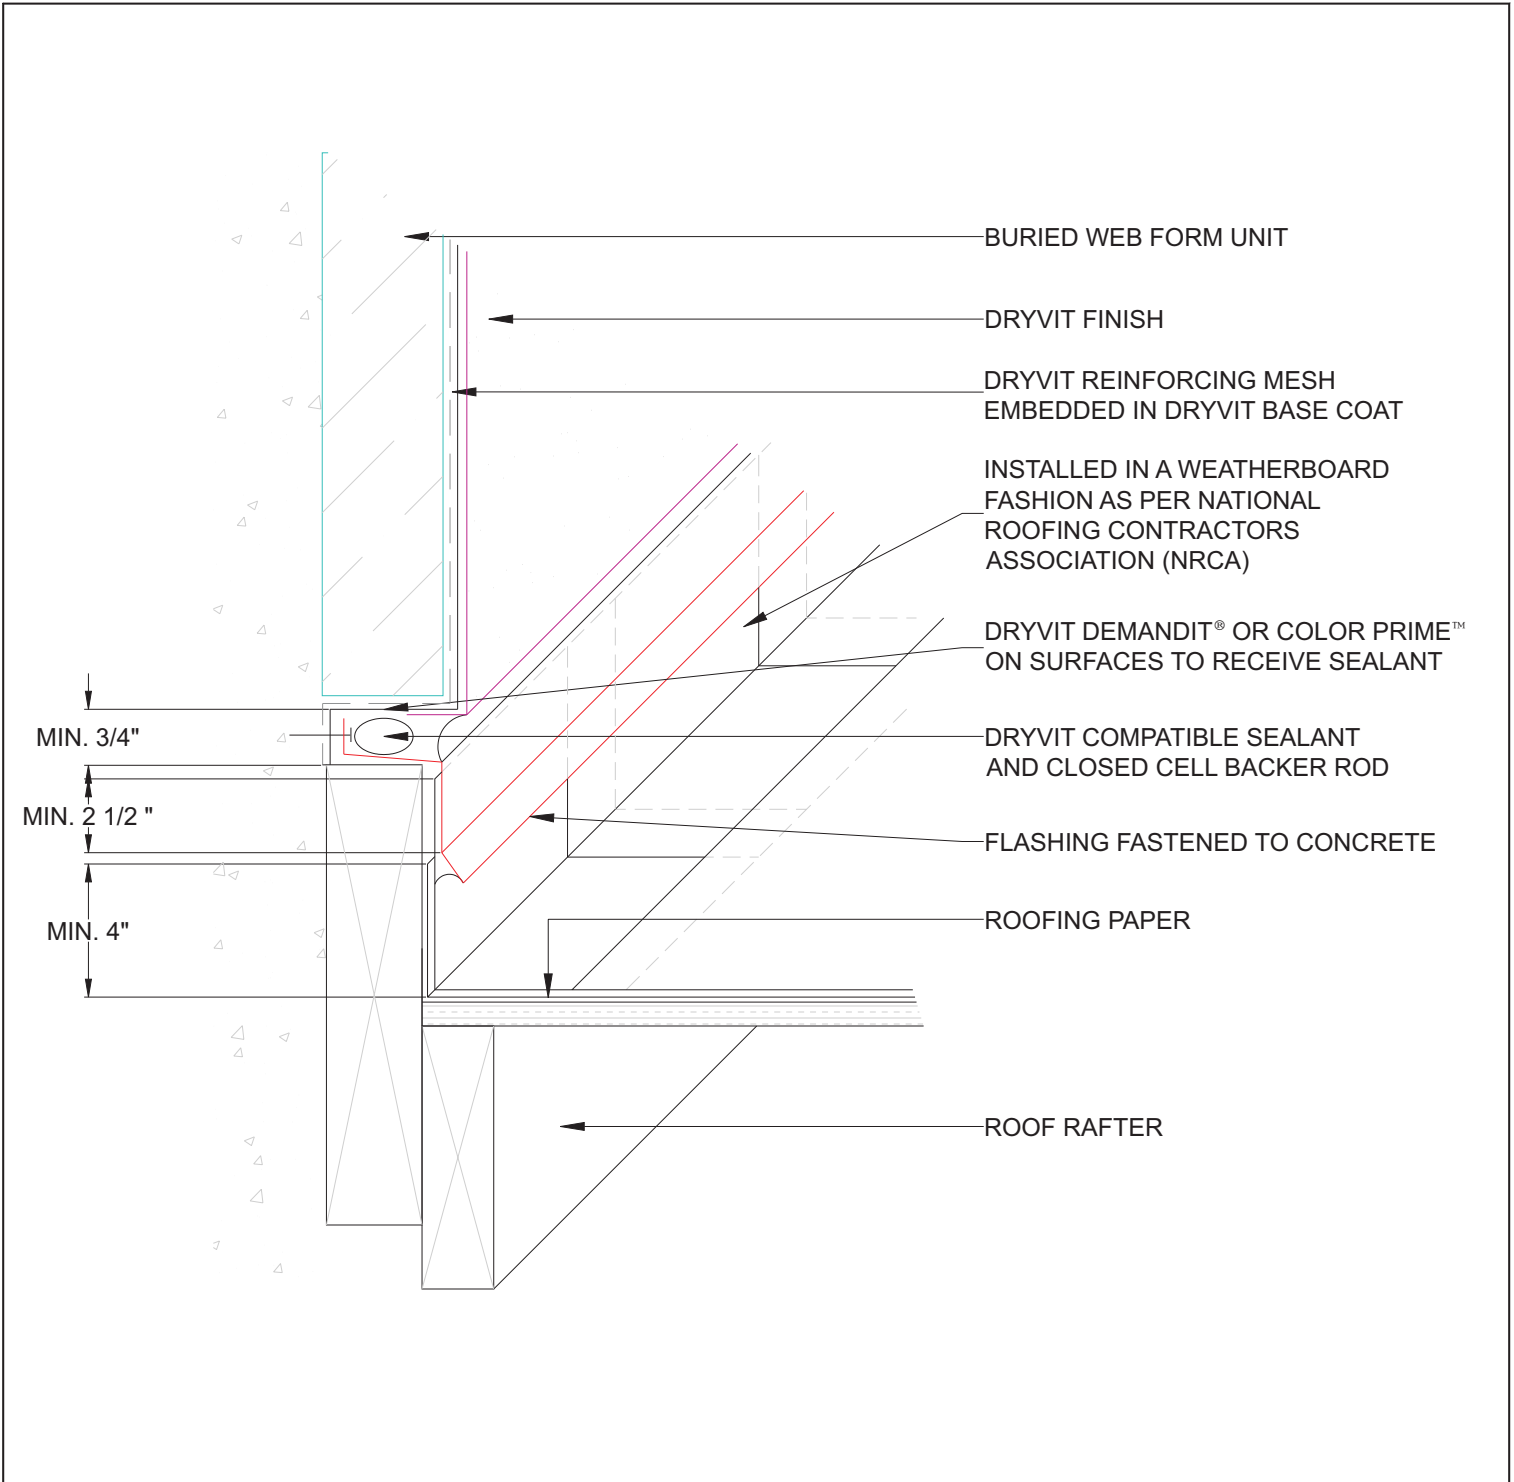 BURIED WEB FORM UNIT
DRYVIT FINISH
DRYVIT REINFORCING MESH
EMBEDDED IN DRYVIT BASE COAT
INSTALLED IN A WEATHERBOARD
FASHION AS PER NATIONAL
ROOFING CONTRACTORS
ASSOCIATION (NRCA)
DRYVIT DEMANDIT® OR COLOR PRIME™
ON SURFACES TO RECEIVE SEALANT
MIN. 3/4"
DRYVIT COMPATIBLE SEALANT
AND CLOSED CELL BACKER ROD
MIN. 2 1/2 "
FLASHING FASTENED TO CONCRETE
MIN. 4"
ROOFING PAPER
ROOF RAFTER